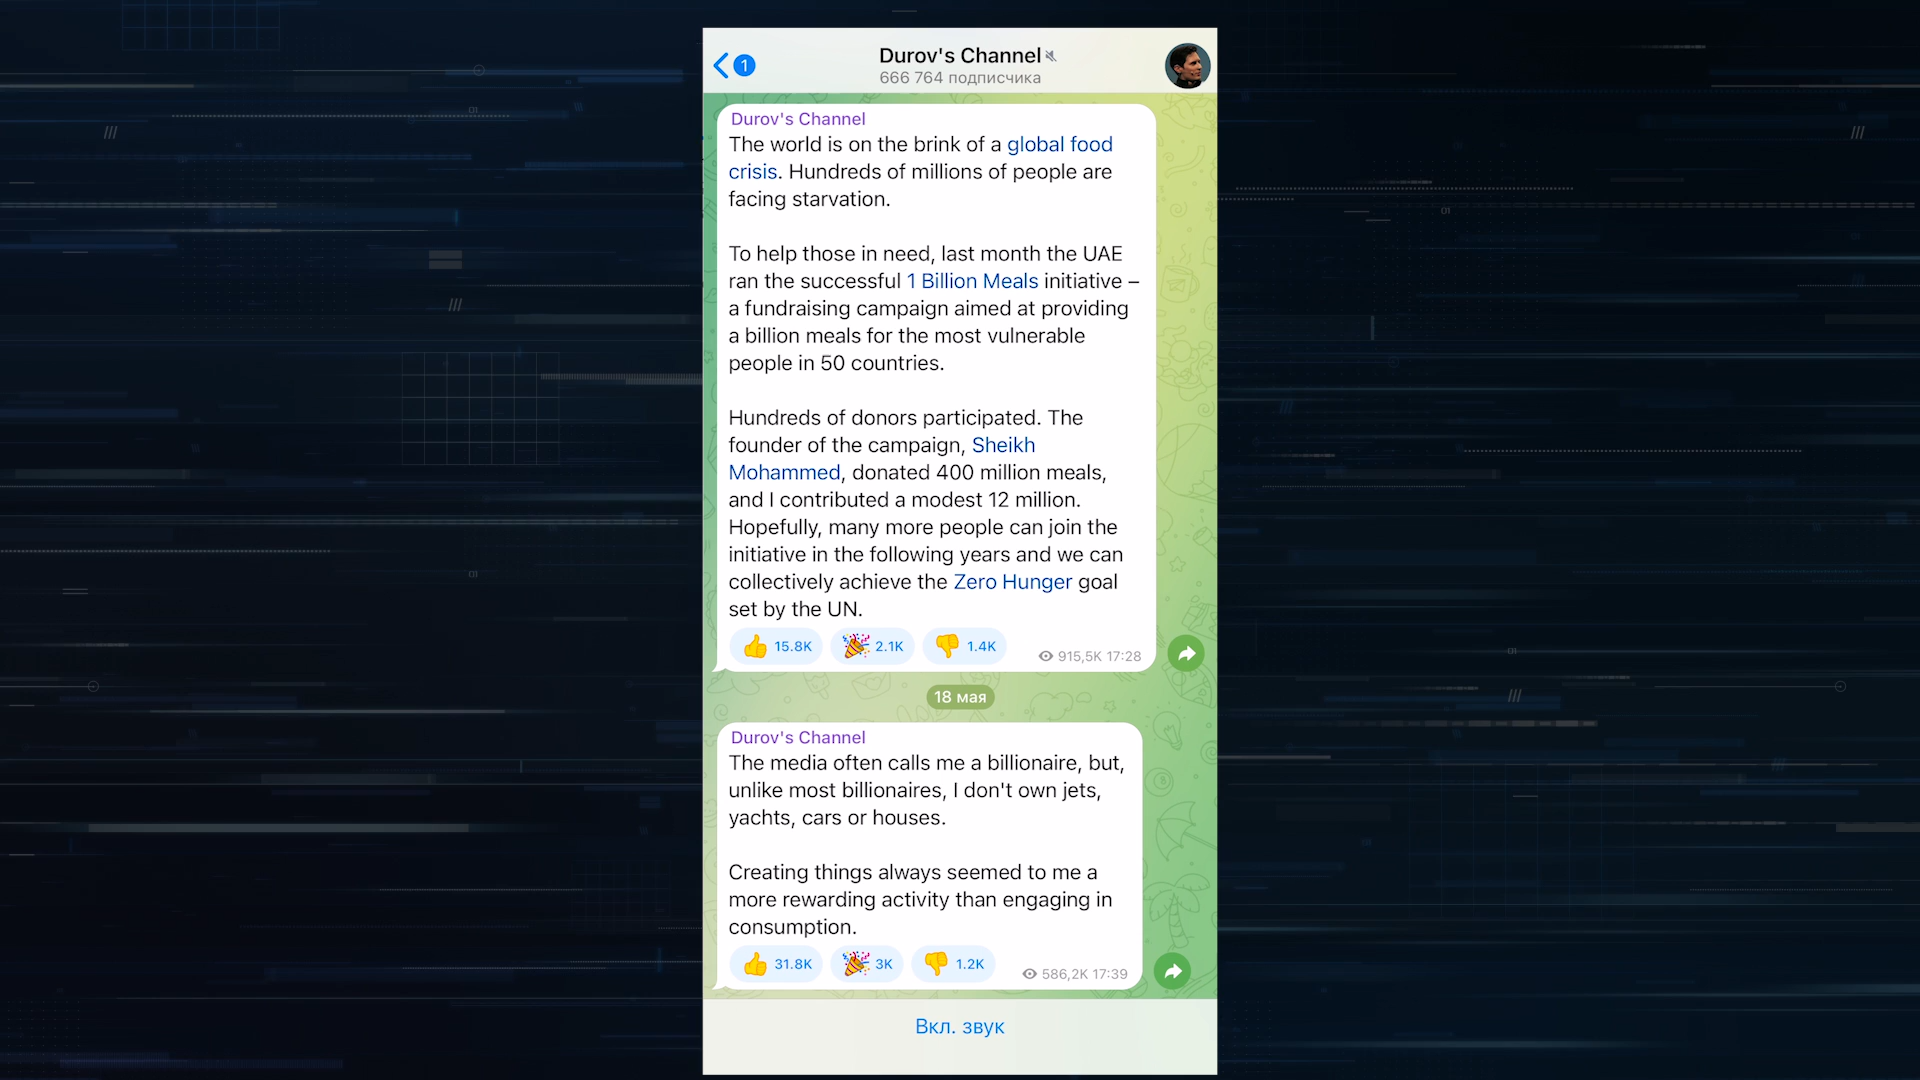 1
Durov's Channel
666 764 подписчика
Durov's Channel
The world is on the brink of a global food
crisis. Hundreds of millions of people are
facing starvation.
To help those in need, last month the UAE
ran the successful 1 Billion Meals initiative –
a fundraising campaign aimed at providing
a billion meals for the most vulnerable
people in 50 countries.
Hundreds of donors participated. The
founder of the campaign, Sheikh
Mohammed, donated 400 million meals,
and I contributed a modest 12 million.
Hopefully, many more people can join the
initiative in the following years and we can
collectively achieve the Zero Hunger goal
set by the UN.
👍 15.8K 🎉 2.1K 👎 1.4K 915,5K 17:28
18 мая
Durov's Channel
The media often calls me a billionaire, but,
unlike most billionaires, I don't own jets,
yachts, cars or houses.
Creating things always seemed to me a
more rewarding activity than engaging in
consumption.
👍 31.8K 🎉 3K 👎 1.2K 586,2K 17:39
Вкл. звук